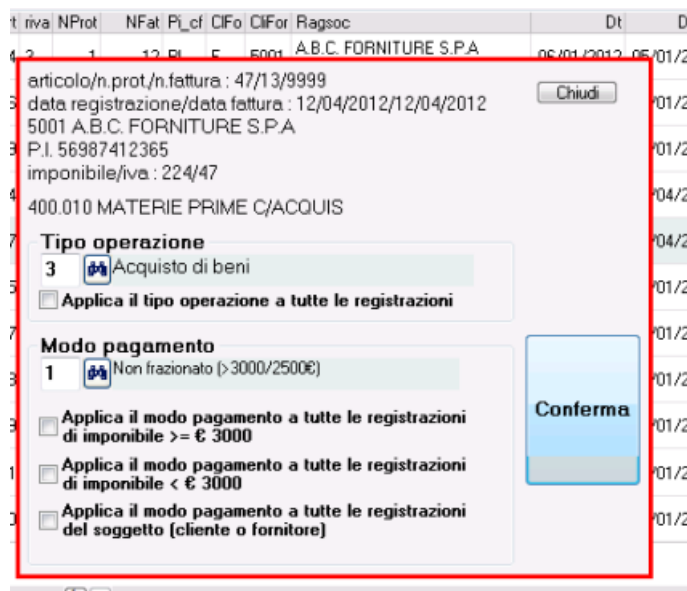 t riva NProt NFat Pi_cf ClFo CliFor Ragsoc Dt D
A.B.C. FORNITURE S.P.A
articolo/n.prot./n.fattura : 47/13/9999
Chiudi
data registrazione/data fattura : 12/04/2012/12/04/2012
5001 A.B.C. FORNITURE S.P.A
P.I. 56987412365
imponibile/iva : 224/47
400.010 MATERIE PRIME C/ACQUIS
Tipo operazione
3 Acquisto di beni
Applica il tipo operazione a tutte le registrazioni
Modo pagamento
1 Non frazionato (>3000/2500€)
Conferma
Applica il modo pagamento a tutte le registrazioni
di imponibile >= € 3000
Applica il modo pagamento a tutte le registrazioni
di imponibile < € 3000
Applica il modo pagamento a tutte le registrazioni
del soggetto (cliente o fornitore)